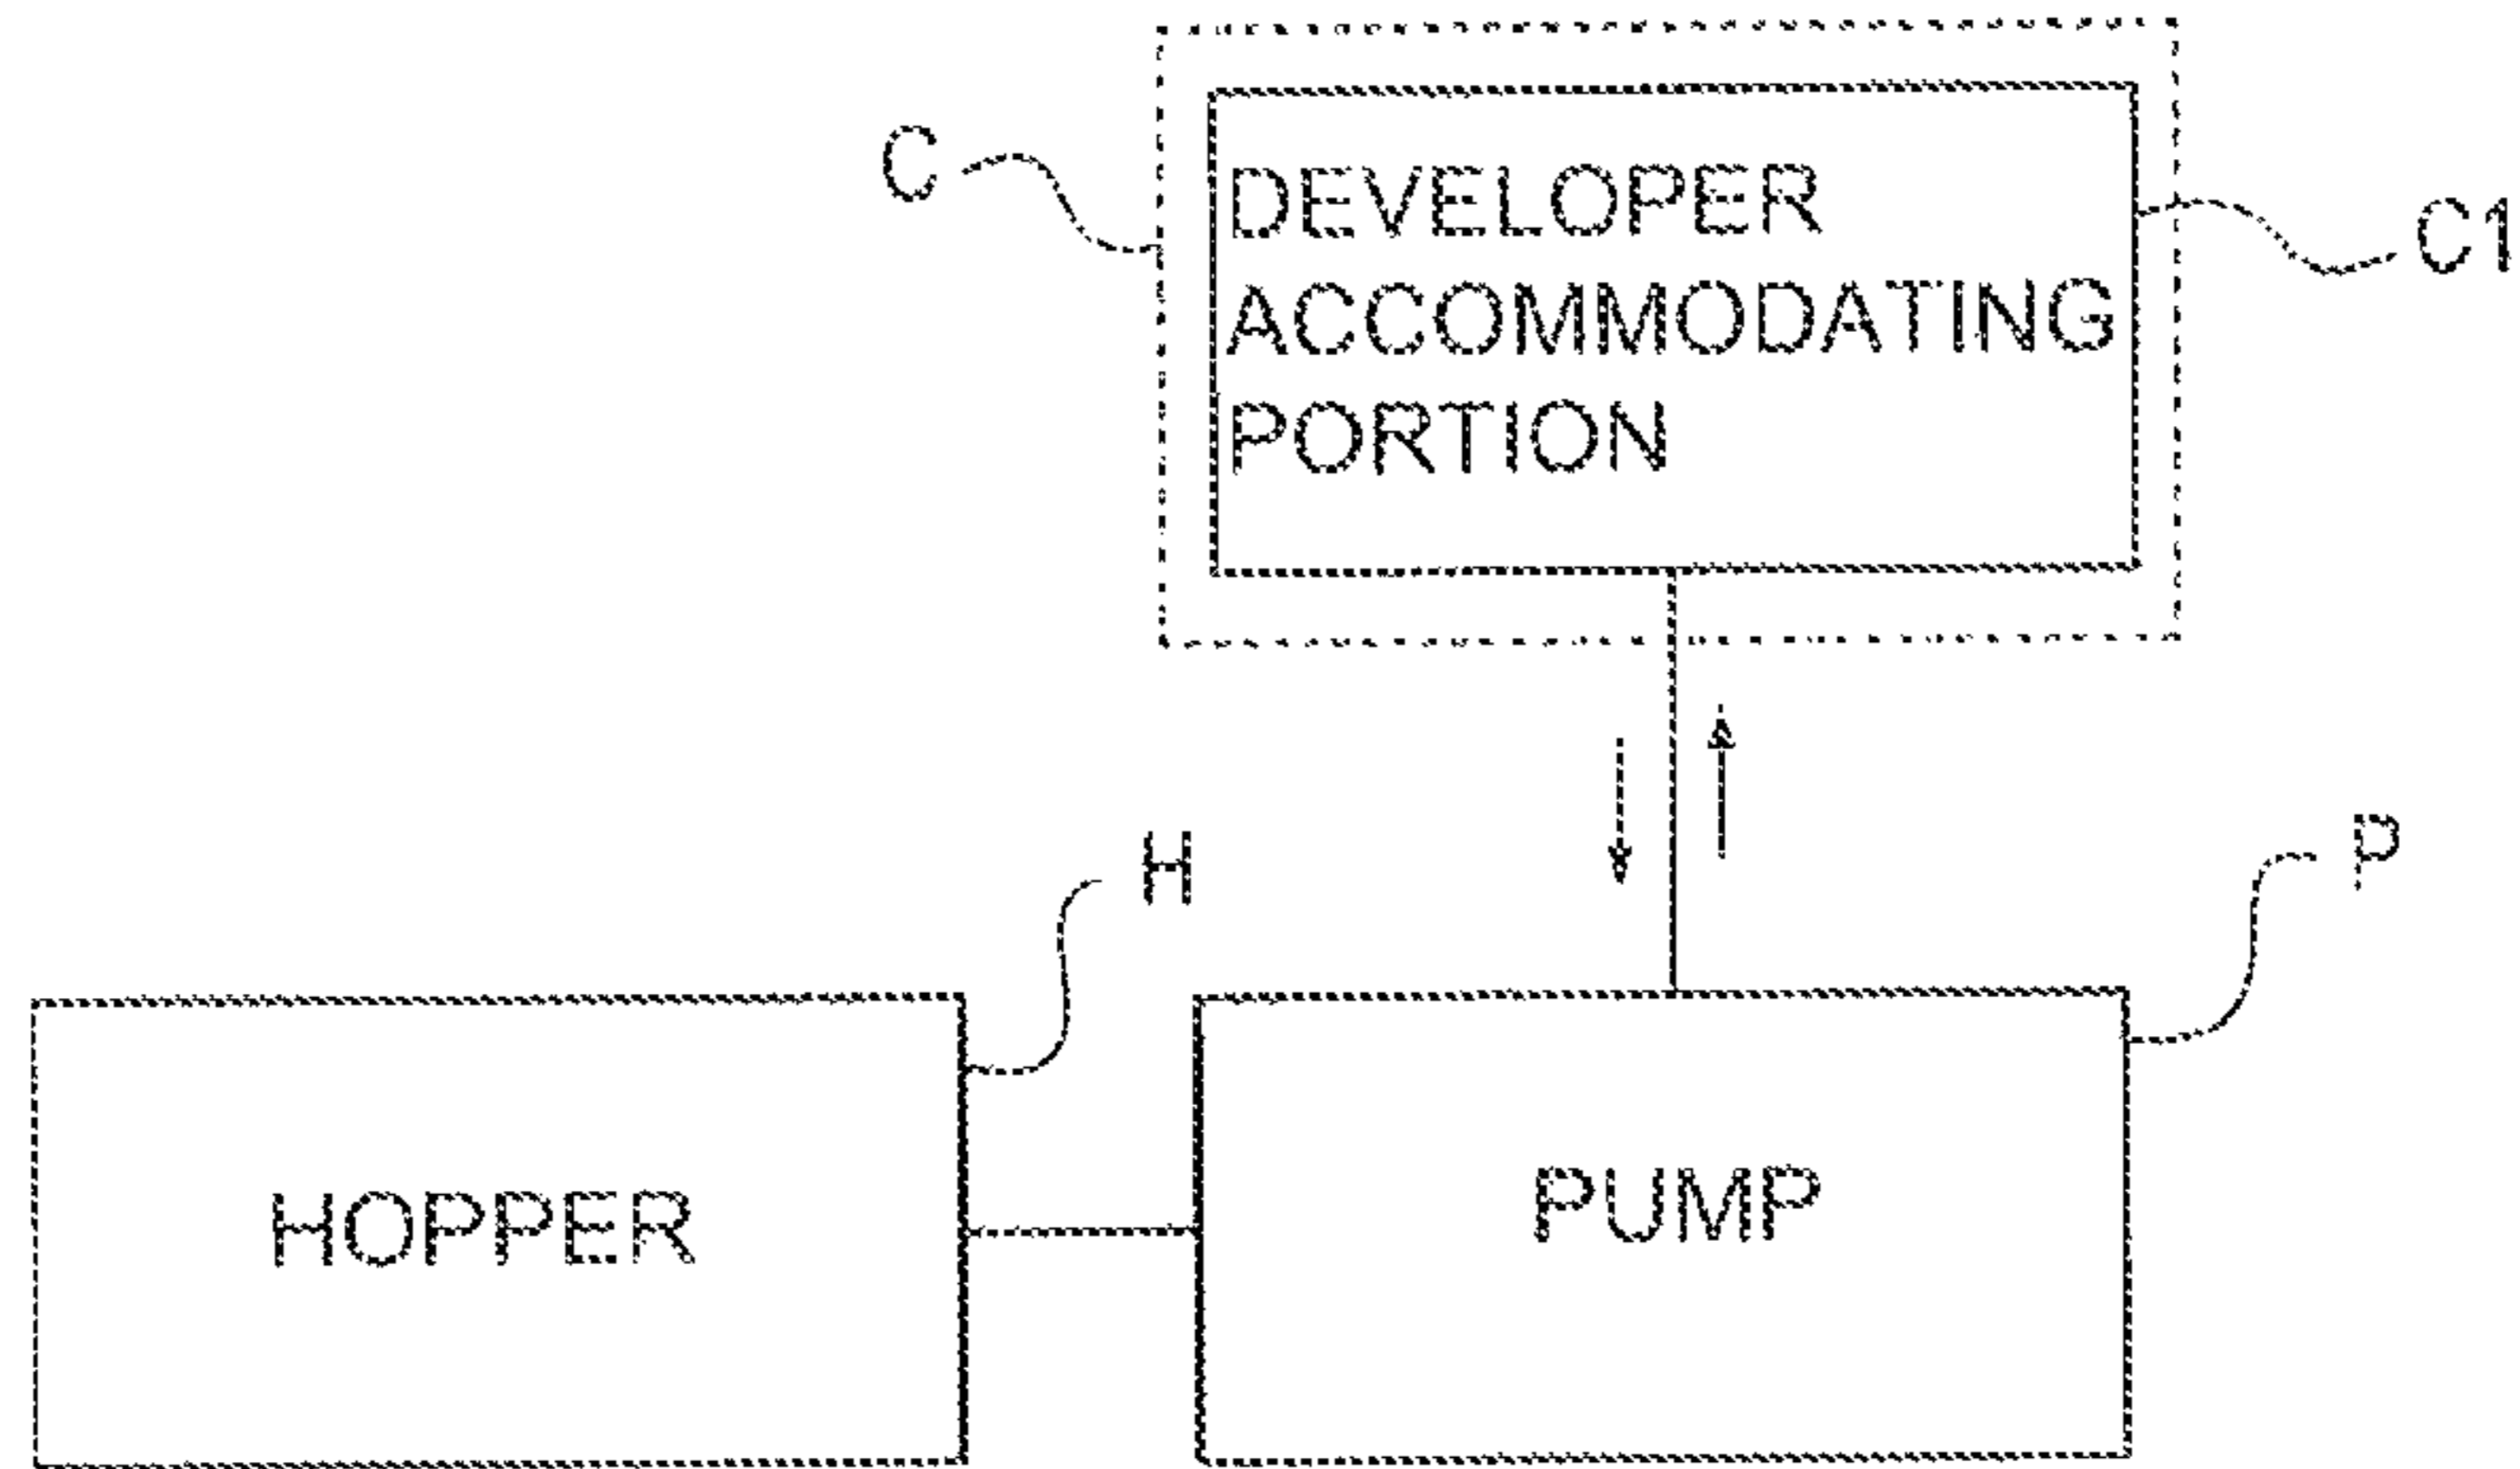 C
DEVELOPER
ACCOMMODATING
PORTION
C1
H
P
HOPPER
PUMP